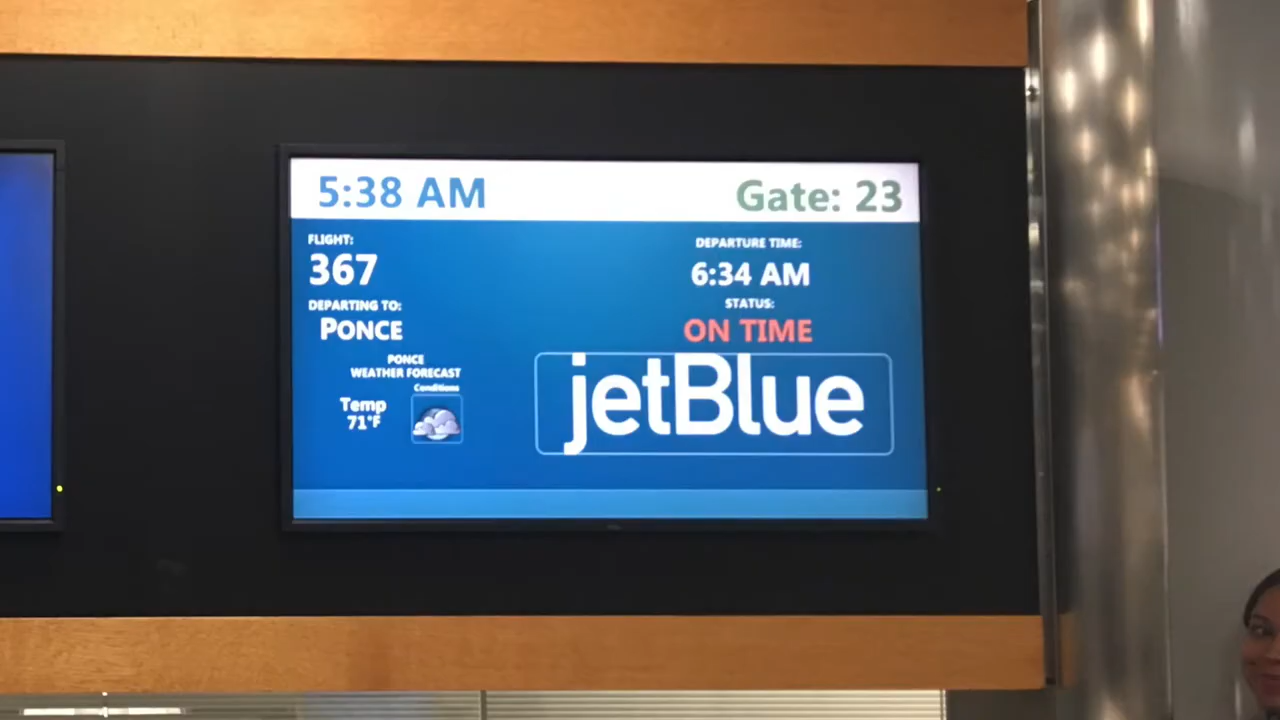 5:38 AM
Gate: 23
FLIGHT:
367
DEPARTING TO:
PONCE
PONCE
WEATHER FORECAST
Conditions
Temp
71°F
DEPARTURE TIME:
6:34 AM
STATUS:
ON TIME
jetBlue